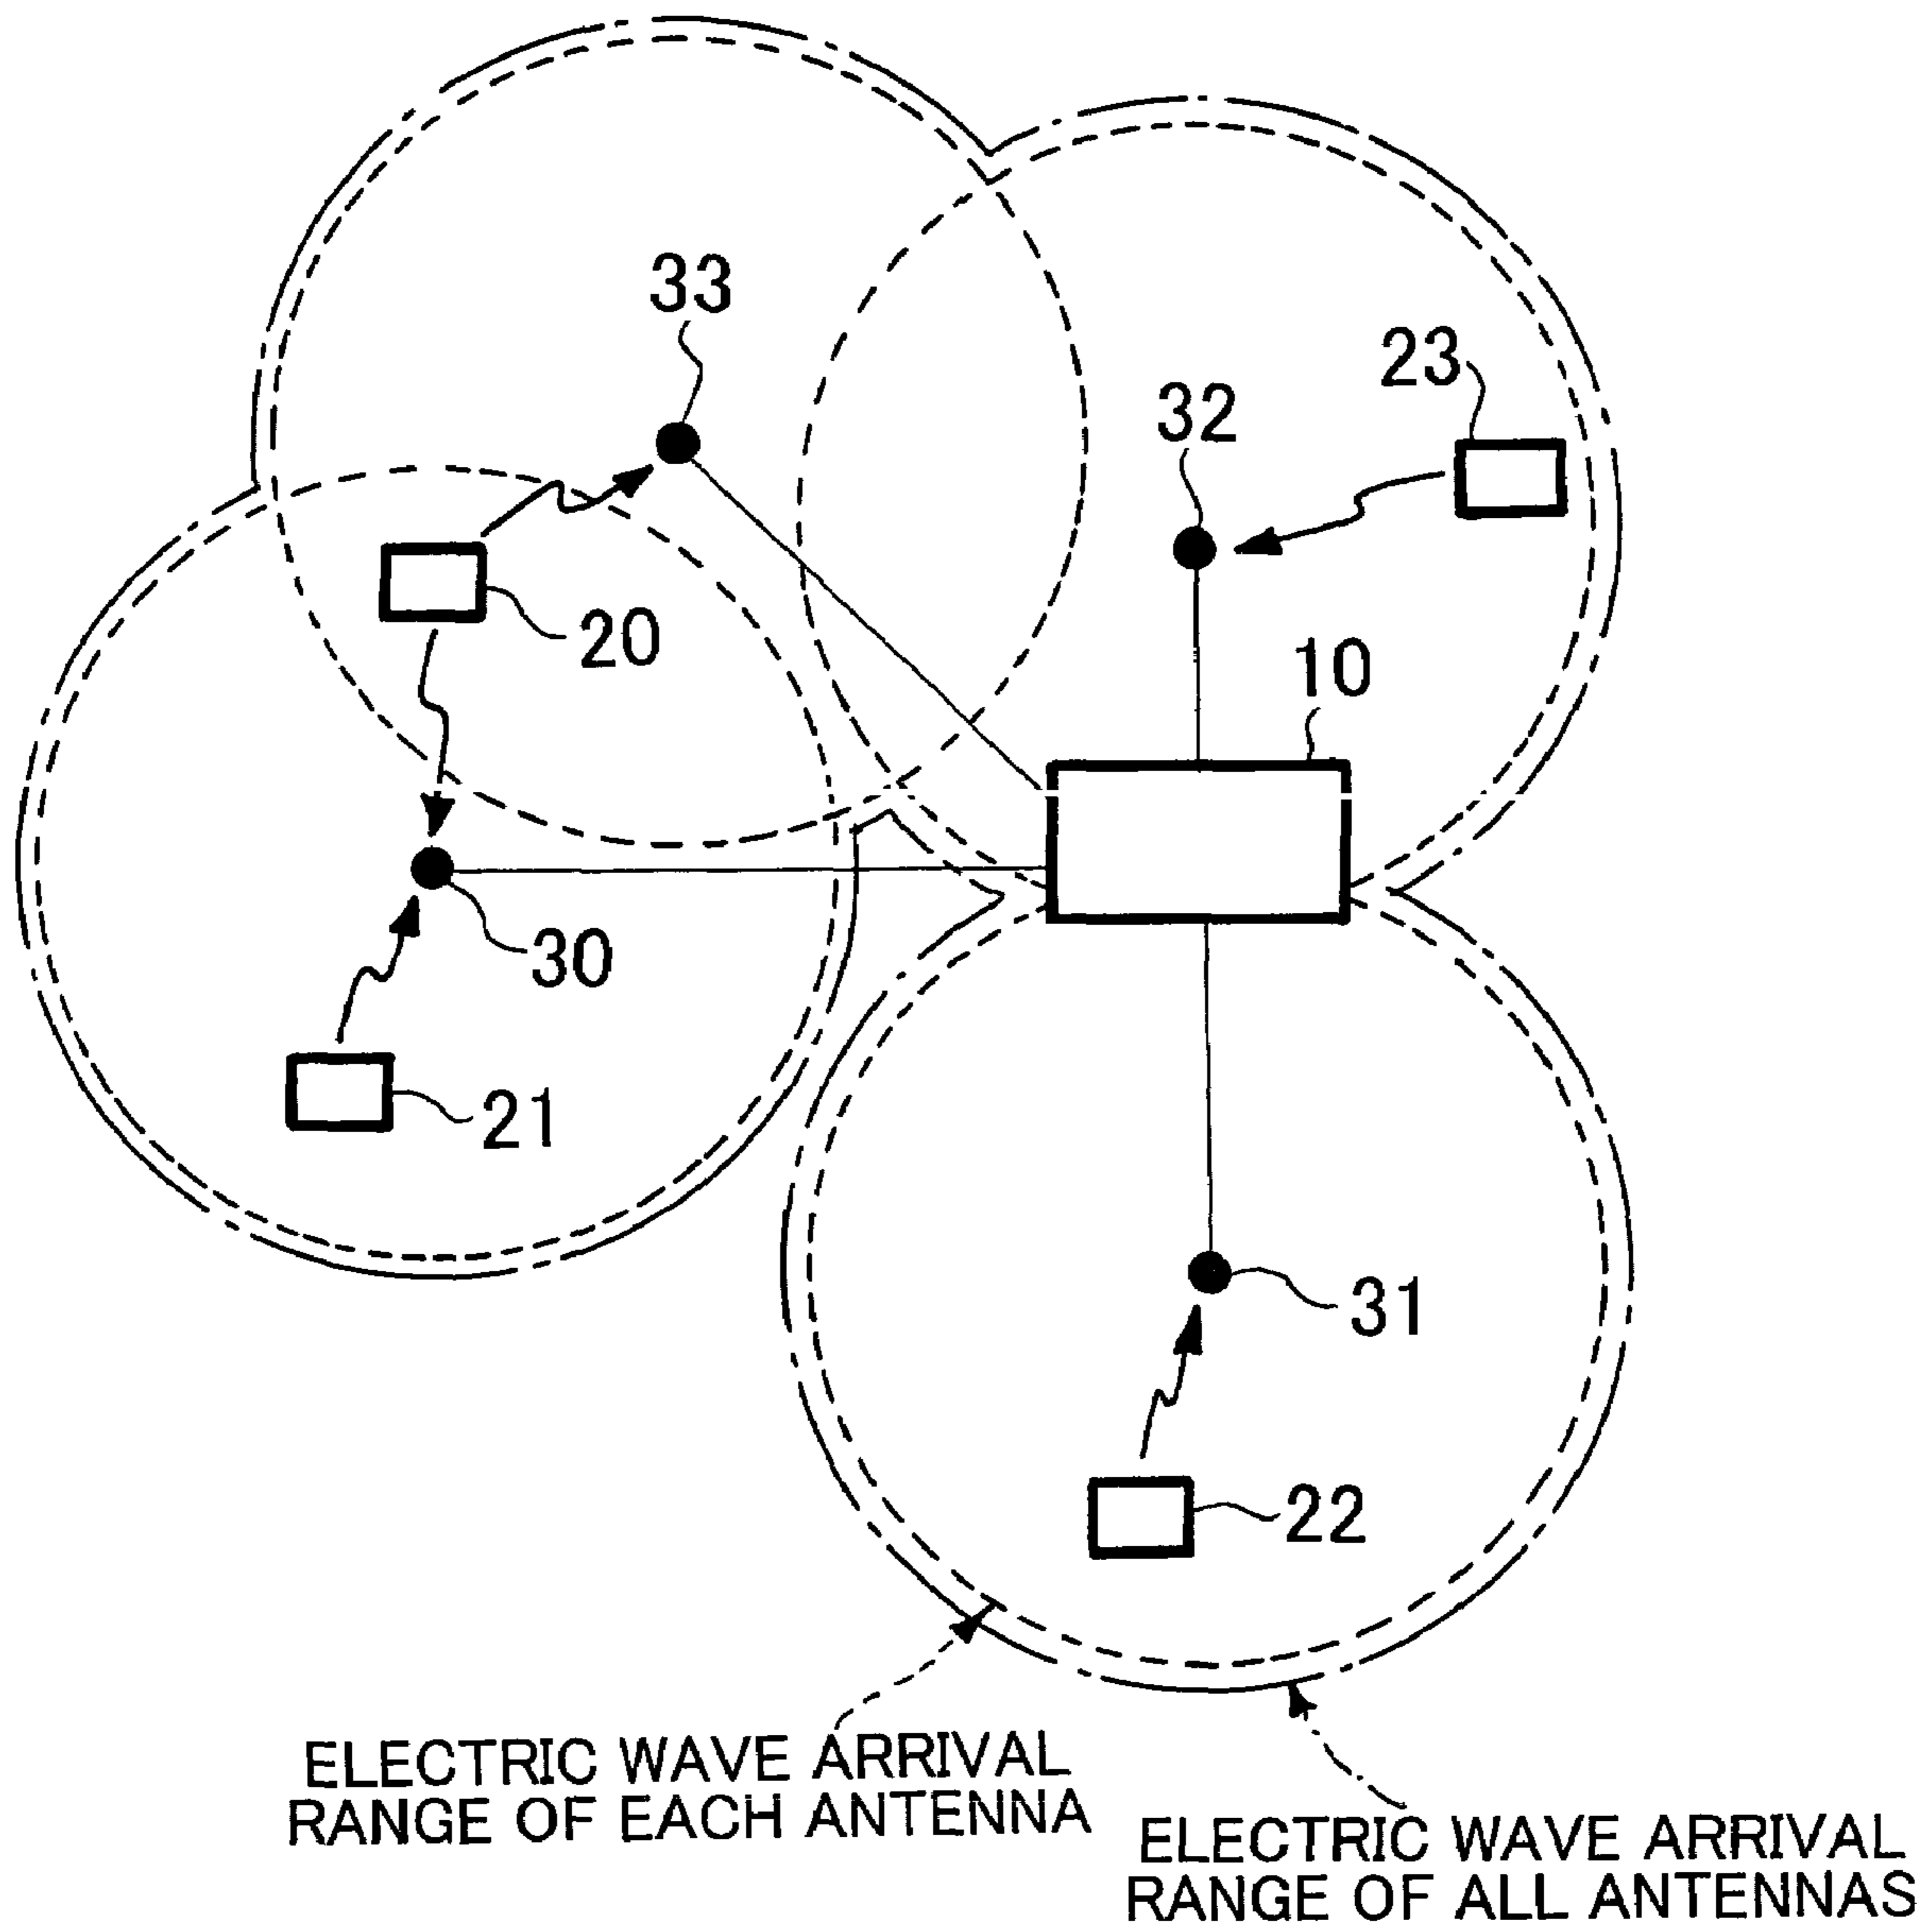 33
23
32
20
10
30
21
31
22
ELECTRIC WAVE ARRIVAL
RANGE OF EACH ANTENNA
ELECTRIC WAVE ARRIVAL
RANGE OF ALL ANTENNAS